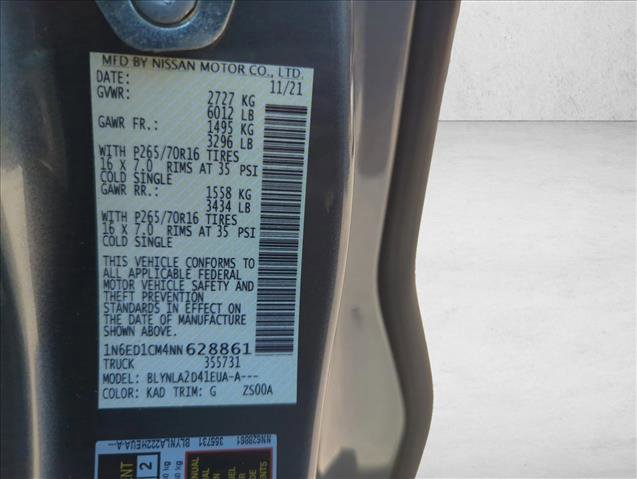 MFD BY NISSAN MOTOR CO., LTD.
DATE: 11/21
GVWR: 2727 KG
6012 LB
GAWR FR.: 1495 KG
3296 LB
WITH P265/70R16 TIRES
16 X 7.0 RIMS AT 35 PSI
COLD SINGLE
GAWR RR.: 1558 KG
3434 LB
WITH P265/70R16 TIRES
16 X 7.0 RIMS AT 35 PSI
COLD SINGLE
THIS VEHICLE CONFORMS TO
ALL APPLICABLE FEDERAL
MOTOR VEHICLE SAFETY AND
THEFT PREVENTION
STANDARDS IN EFFECT ON
THE DATE OF MANUFACTURE
SHOWN ABOVE.
1N6ED1CM4NN628861
TRUCK 355731
MODEL: BLYNLA2D41EUA-A---
COLOR: KAD TRIM: G ZS00A
NN628861
355731
2